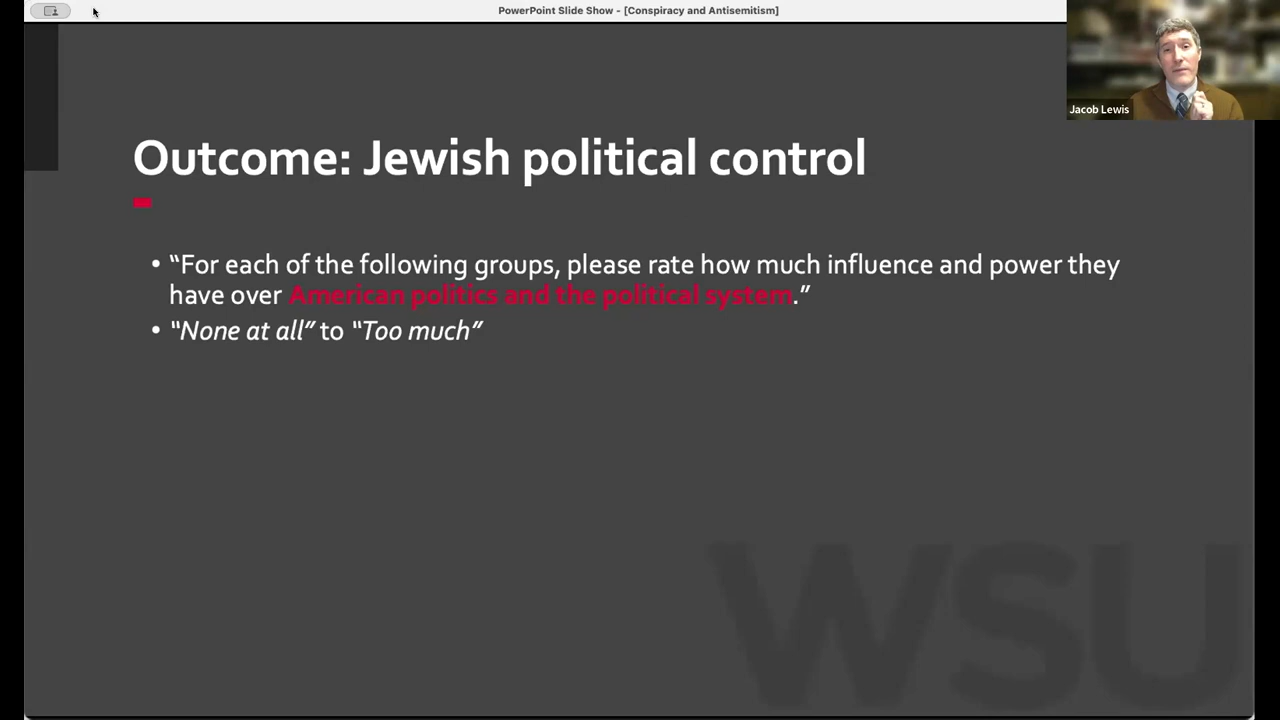 PowerPoint Slide Show - [Conspiracy and Antisemitism]
Jacob Lewis
Outcome: Jewish political control
• “For each of the following groups, please rate how much influence and power they
have over American politics and the political system.”
• “None at all” to “Too much”
WSU